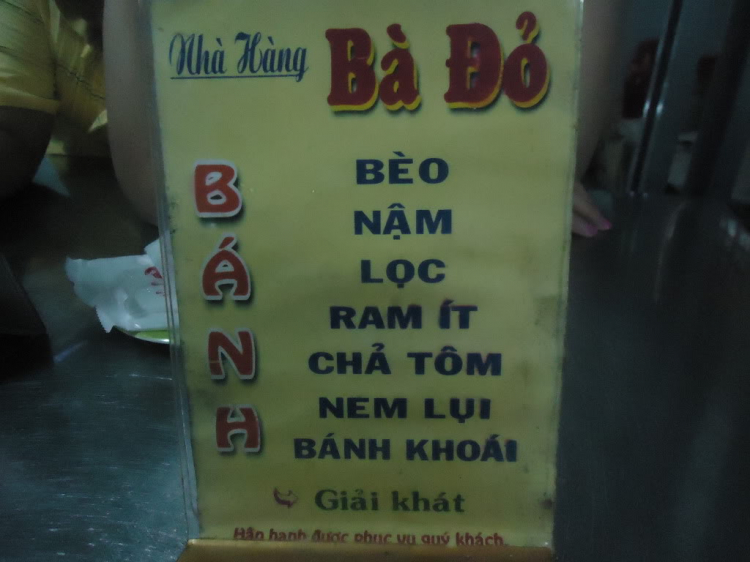 Nhà Hàng Bà Đỏ
BÁNH
BÈO
NẬM
LỌC
RAM ÍT
CHẢ TÔM
NEM LỤI
BÁNH KHOÁI
Giải khát
Hân hạnh được phục vụ quý khách.